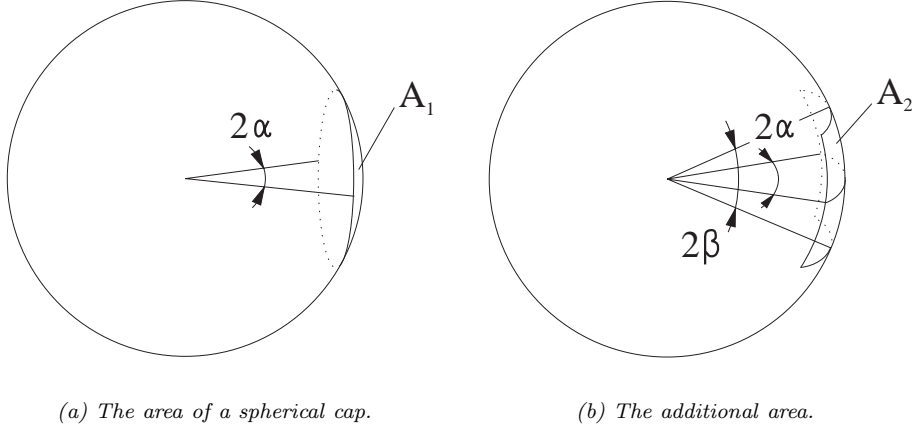 2α
A₁
2α
2β
A₂
(a) The area of a spherical cap.
(b) The additional area.